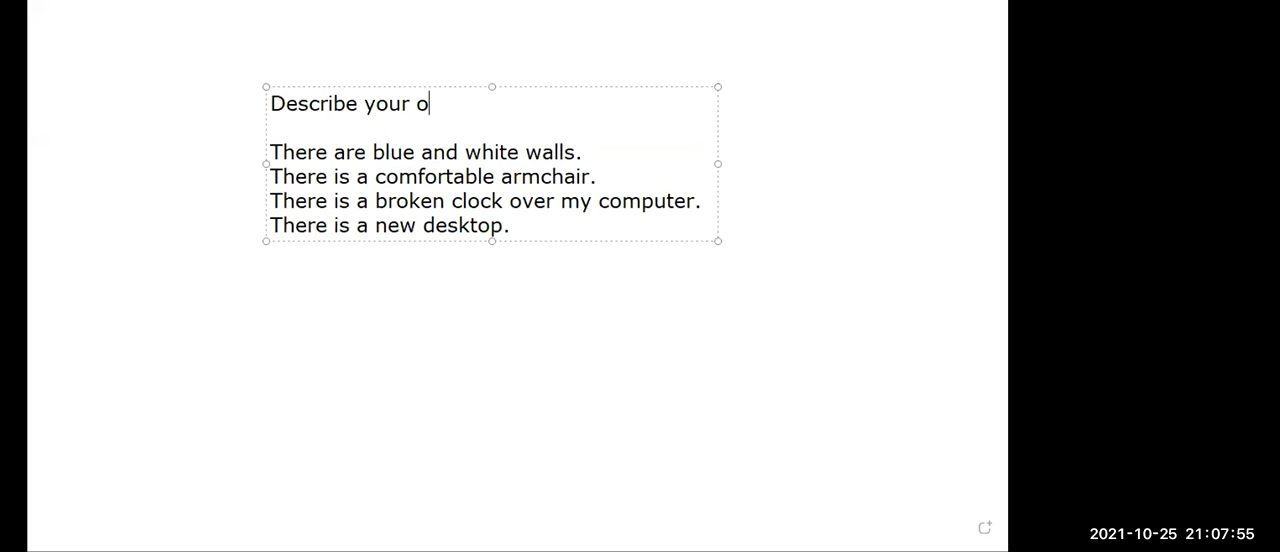 Describe your o
There are blue and white walls.
There is a comfortable armchair.
There is a broken clock over my computer.
There is a new desktop.
2021-10-25 21:07:55